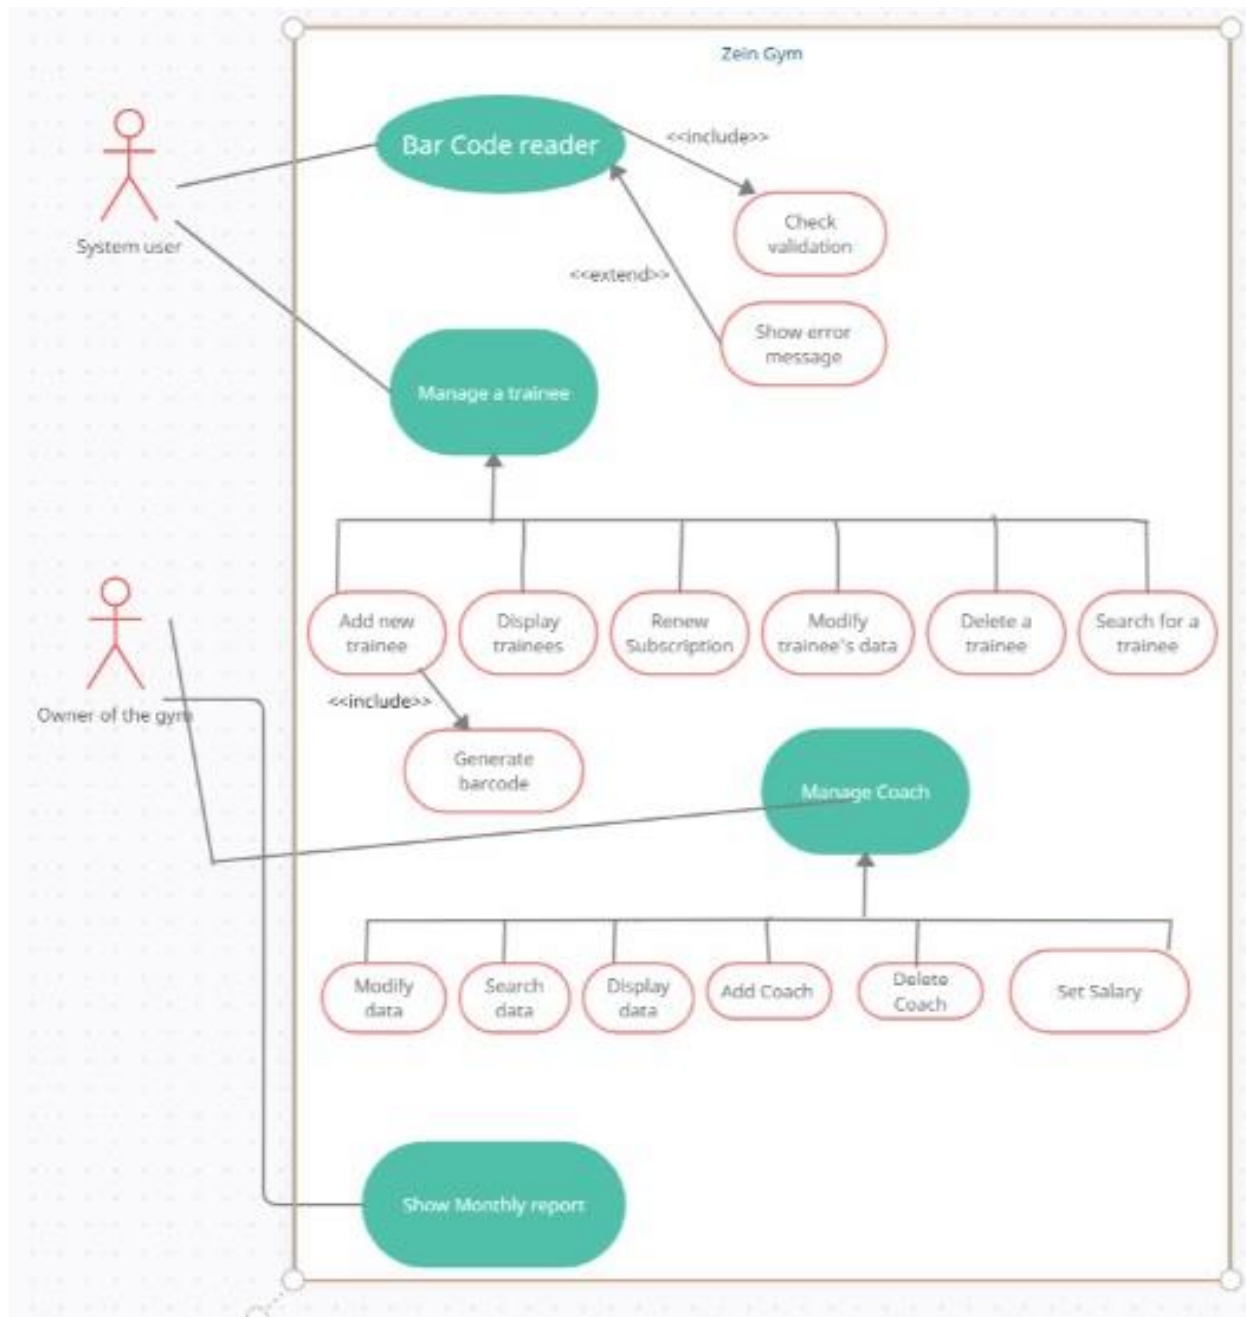 Zein Gym
Bar Code reader
<<include>>
Check
validation
System user
<<extend>>
Show error
message
Manage a trainee
Add new
trainee
Display
trainees
Renew
Subscription
Modify
trainee's data
Delete a
trainee
Search for a
trainee
<<include>>
Owner of the gym
Generate
barcode
Manage Coach
Modify
data
Search
data
Display
data
Add Coach
Delete
Coach
Set Salary
Show Monthly report